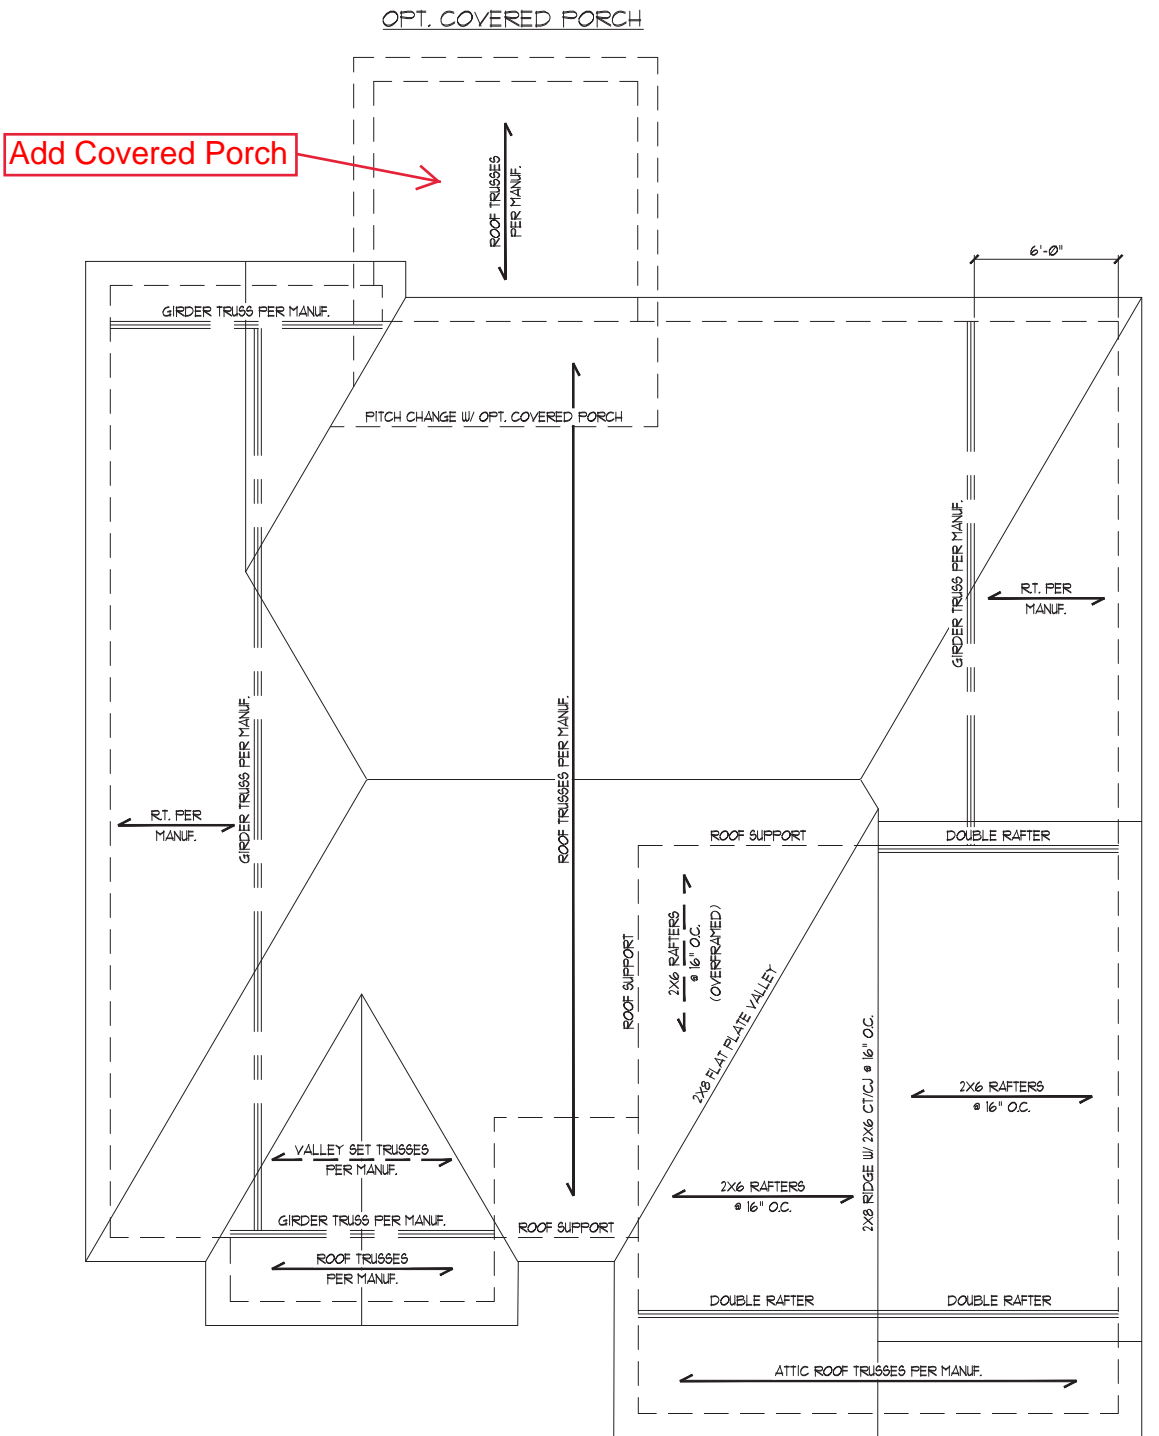 OPT. COVERED PORCH
Add Covered Porch
ROOF TRUSSES
PER MANUF.
6'-0"
GIRDER TRUSS PER MANUF.
PITCH CHANGE W/ OPT. COVERED PORCH
GIRDER TRUSS PER MANUF.
R.T. PER
MANUF.
GIRDER TRUSS PER MANUF.
ROOF TRUSSES PER MANUF.
R.T. PER
MANUF.
ROOF SUPPORT
DOUBLE RAFTER
ROOF SUPPORT
2X6 RAFTERS
@ 16" O.C.
(OVERFRAMED)
2X8 FLAT PLATE VALLEY
2X8 RIDGE W/ 2X6 CT/CJ @ 16" O.C.
2X6 RAFTERS
@ 16" O.C.
VALLEY SET TRUSSES
PER MANUF.
2X6 RAFTERS
@ 16" O.C.
GIRDER TRUSS PER MANUF.
ROOF SUPPORT
ROOF TRUSSES
PER MANUF.
DOUBLE RAFTER
DOUBLE RAFTER
ATTIC ROOF TRUSSES PER MANUF.